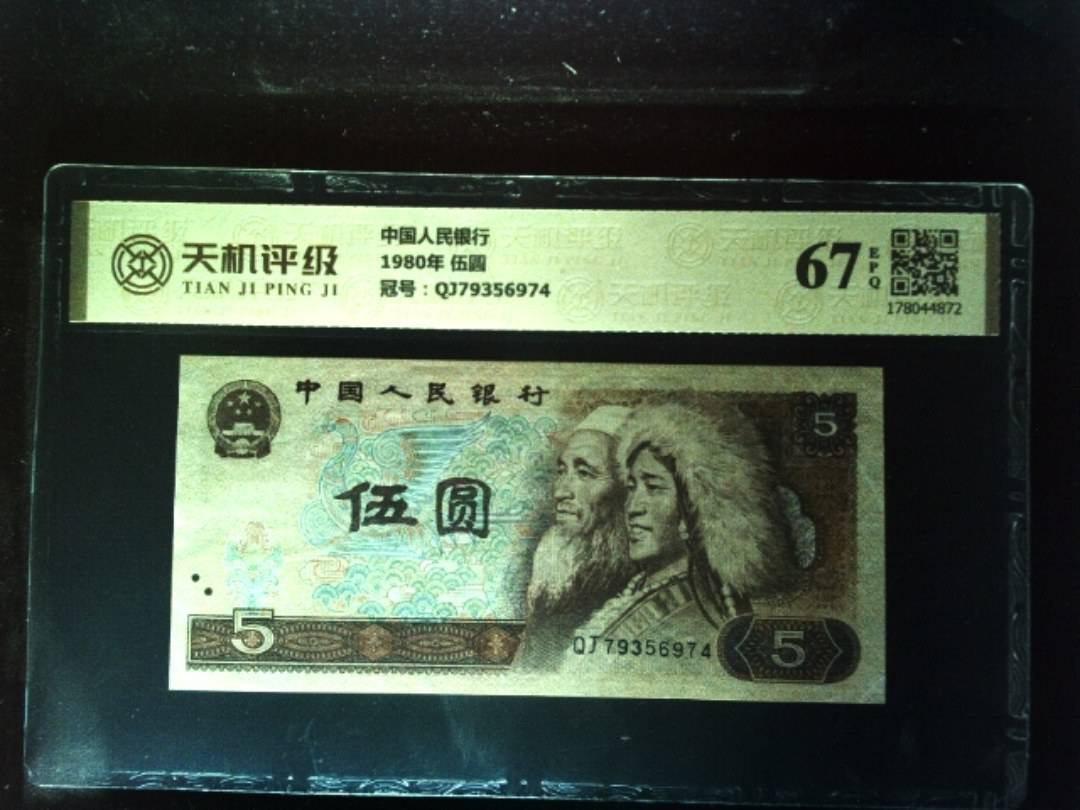 天机评级
TIAN JI PING JI
中国人民银行
1980年 伍圆
冠号：QJ79356974
67
EPQ
178044872
中国人民银行
5
伍圆
5
QJ79356974
5